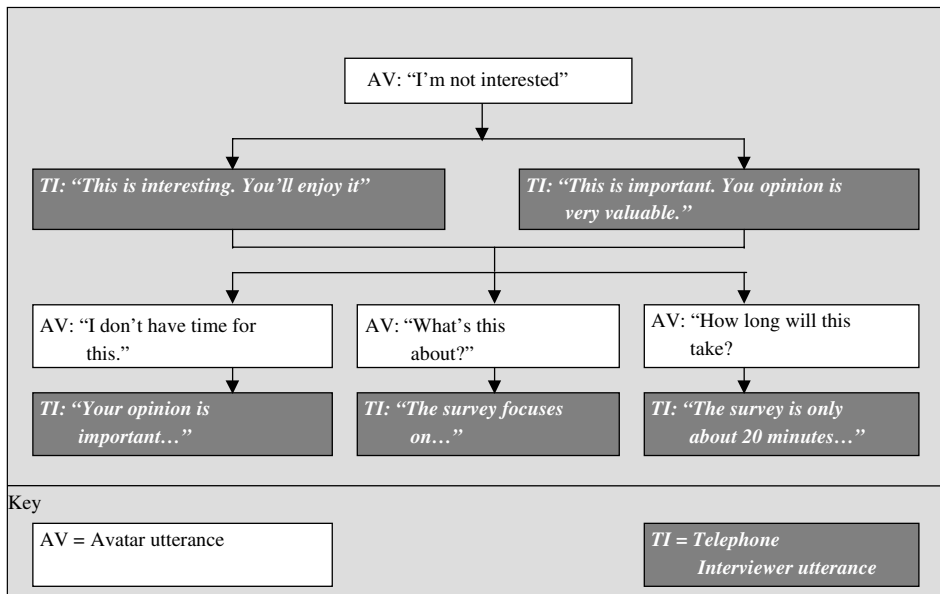 AV: “I’m not interested”
TI: “This is interesting. You’ll enjoy it”
TI: “This is important. You opinion is
very valuable.”
AV: “I don’t have time for
this.”
AV: “What’s this
about?”
AV: “How long will this
take?
TI: “Your opinion is
important…”
TI: “The survey focuses
on…”
TI: “The survey is only
about 20 minutes…”
Key
AV = Avatar utterance
TI = Telephone
Interviewer utterance